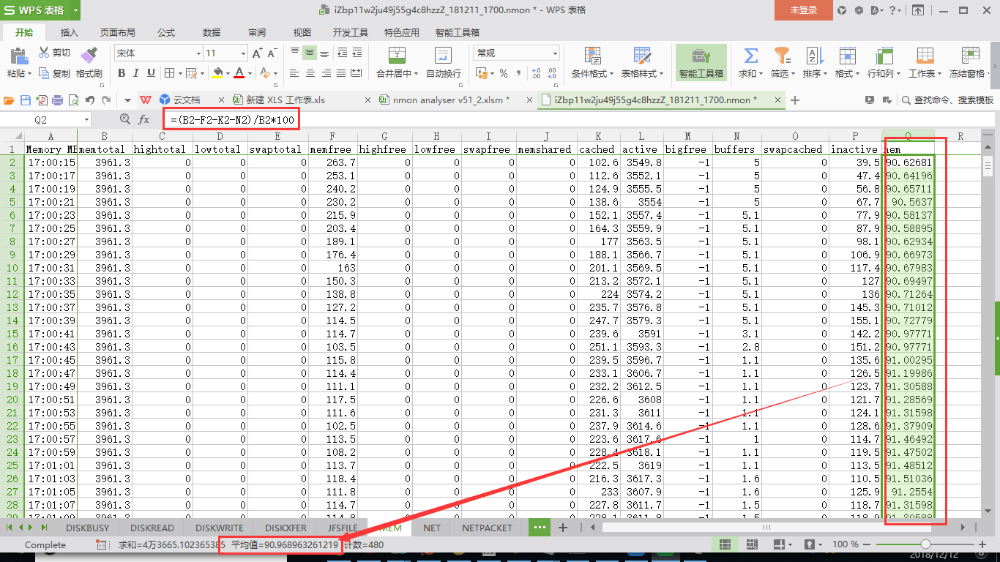 S WPS 表格 iZbp11w2ju49j55g4c8hzzZ_181211_1700.nmon * - WPS 表格 未登录
开始 插入 页面布局 公式 数据 审阅 视图 开发工具 特色应用 智能工具箱
粘贴 剪切 复制 格式刷 宋体 11 B I U 合并居中 自动换行 常规 % 条件格式 表格样式 智能工具箱 求和 筛选 排序 格式 行和列 工作表 冻结窗格
云文档 新建 XLS 工作表.xls nmon analyser v51_2.xlsm * iZbp11w2ju49j55g4c8hzzZ_181211_1700.nmon * 查找命令、搜索模板
Q2 fx =(B2-F2-K2-N2)/B2*100
A B C D E F G H I J K L M N O P Q R
1 Memory MB memtotal hightotal lowtotal swaptotal memfree highfree lowfree swapfree memshared cached active bigfree buffers swapcached inactive mem
2 17:00:15 3961.3 0 0 0 263.7 0 0 0 0 102.6 3549.8 -1 5 0 39.5 90.62681
3 17:00:17 3961.3 0 0 0 253.1 0 0 0 0 112.6 3552.1 -1 5 0 47.4 90.64196
4 17:00:19 3961.3 0 0 0 240.2 0 0 0 0 124.9 3555.5 -1 5 0 56.8 90.65711
5 17:00:21 3961.3 0 0 0 230.2 0 0 0 0 138.6 3554 -1 5 0 67.7 90.5637
6 17:00:23 3961.3 0 0 0 215.9 0 0 0 0 152.1 3557.4 -1 5.1 0 77.9 90.58137
7 17:00:25 3961.3 0 0 0 203.4 0 0 0 0 164.3 3559.9 -1 5.1 0 87.9 90.58895
8 17:00:27 3961.3 0 0 0 189.1 0 0 0 0 177 3563.5 -1 5.1 0 98.1 90.62934
9 17:00:29 3961.3 0 0 0 176.4 0 0 0 0 188.1 3566.7 -1 5.1 0 106.9 90.66973
10 17:00:31 3961.3 0 0 0 163 0 0 0 0 201.1 3569.5 -1 5.1 0 117.4 90.67983
11 17:00:33 3961.3 0 0 0 150.3 0 0 0 0 213.2 3572.1 -1 5.1 0 127 90.69497
12 17:00:35 3961.3 0 0 0 138.8 0 0 0 0 224 3574.2 -1 5.1 0 136 90.71264
13 17:00:37 3961.3 0 0 0 127.2 0 0 0 0 235.7 3576.8 -1 5.1 0 145.3 90.71012
14 17:00:39 3961.3 0 0 0 114.5 0 0 0 0 247.7 3579.3 -1 5.1 0 155.1 90.72779
15 17:00:41 3961.3 0 0 0 114.7 0 0 0 0 239.6 3591 -1 3.1 0 142.2 90.97771
16 17:00:43 3961.3 0 0 0 103.5 0 0 0 0 251.1 3593.3 -1 2.8 0 151.2 90.97771
17 17:00:45 3961.3 0 0 0 115.8 0 0 0 0 239.5 3596.7 -1 1.1 0 135.6 91.00295
18 17:00:47 3961.3 0 0 0 114.4 0 0 0 0 233.1 3606.7 -1 1.1 0 126.5 91.19986
19 17:00:49 3961.3 0 0 0 111.1 0 0 0 0 232.2 3612.5 -1 1.1 0 123.7 91.30588
20 17:00:51 3961.3 0 0 0 117.5 0 0 0 0 226.6 3608 -1 1.1 0 121.7 91.28569
21 17:00:53 3961.3 0 0 0 111.6 0 0 0 0 231.3 3611 -1 1.1 0 124.1 91.31598
22 17:00:55 3961.3 0 0 0 102.5 0 0 0 0 237.9 3614.6 -1 1.1 0 128.6 91.37909
23 17:00:57 3961.3 0 0 0 113.5 0 0 0 0 223.6 3617.6 -1 1 0 114.7 91.46492
24 17:00:59 3961.3 0 0 0 108.2 0 0 0 0 228.4 3618.1 -1 1.1 0 119.5 91.47502
25 17:01:01 3961.3 0 0 0 113.7 0 0 0 0 222.5 3619 -1 1.1 0 113.5 91.48512
26 17:01:03 3961.3 0 0 0 118.4 0 0 0 0 216.3 3617.3 -1 1.6 0 110.5 91.51036
27 17:01:05 3961.3 0 0 0 111.8 0 0 0 0 233 3607.9 -1 1.6 0 125.9 91.2554
28 17:01:07 3961.3 0 0 0 114.7 0 0 0 0 227.8 3611.7 -1 1.5 0 118.7 91.31598
DISKBUSY DISKREAD DISKWRITE DISKXFER JFSFILE MEM NET NETPACKET
Complete 求和=4万3665.102365385 平均值=90.968963261219 计数=480 100 %
2018/12/12